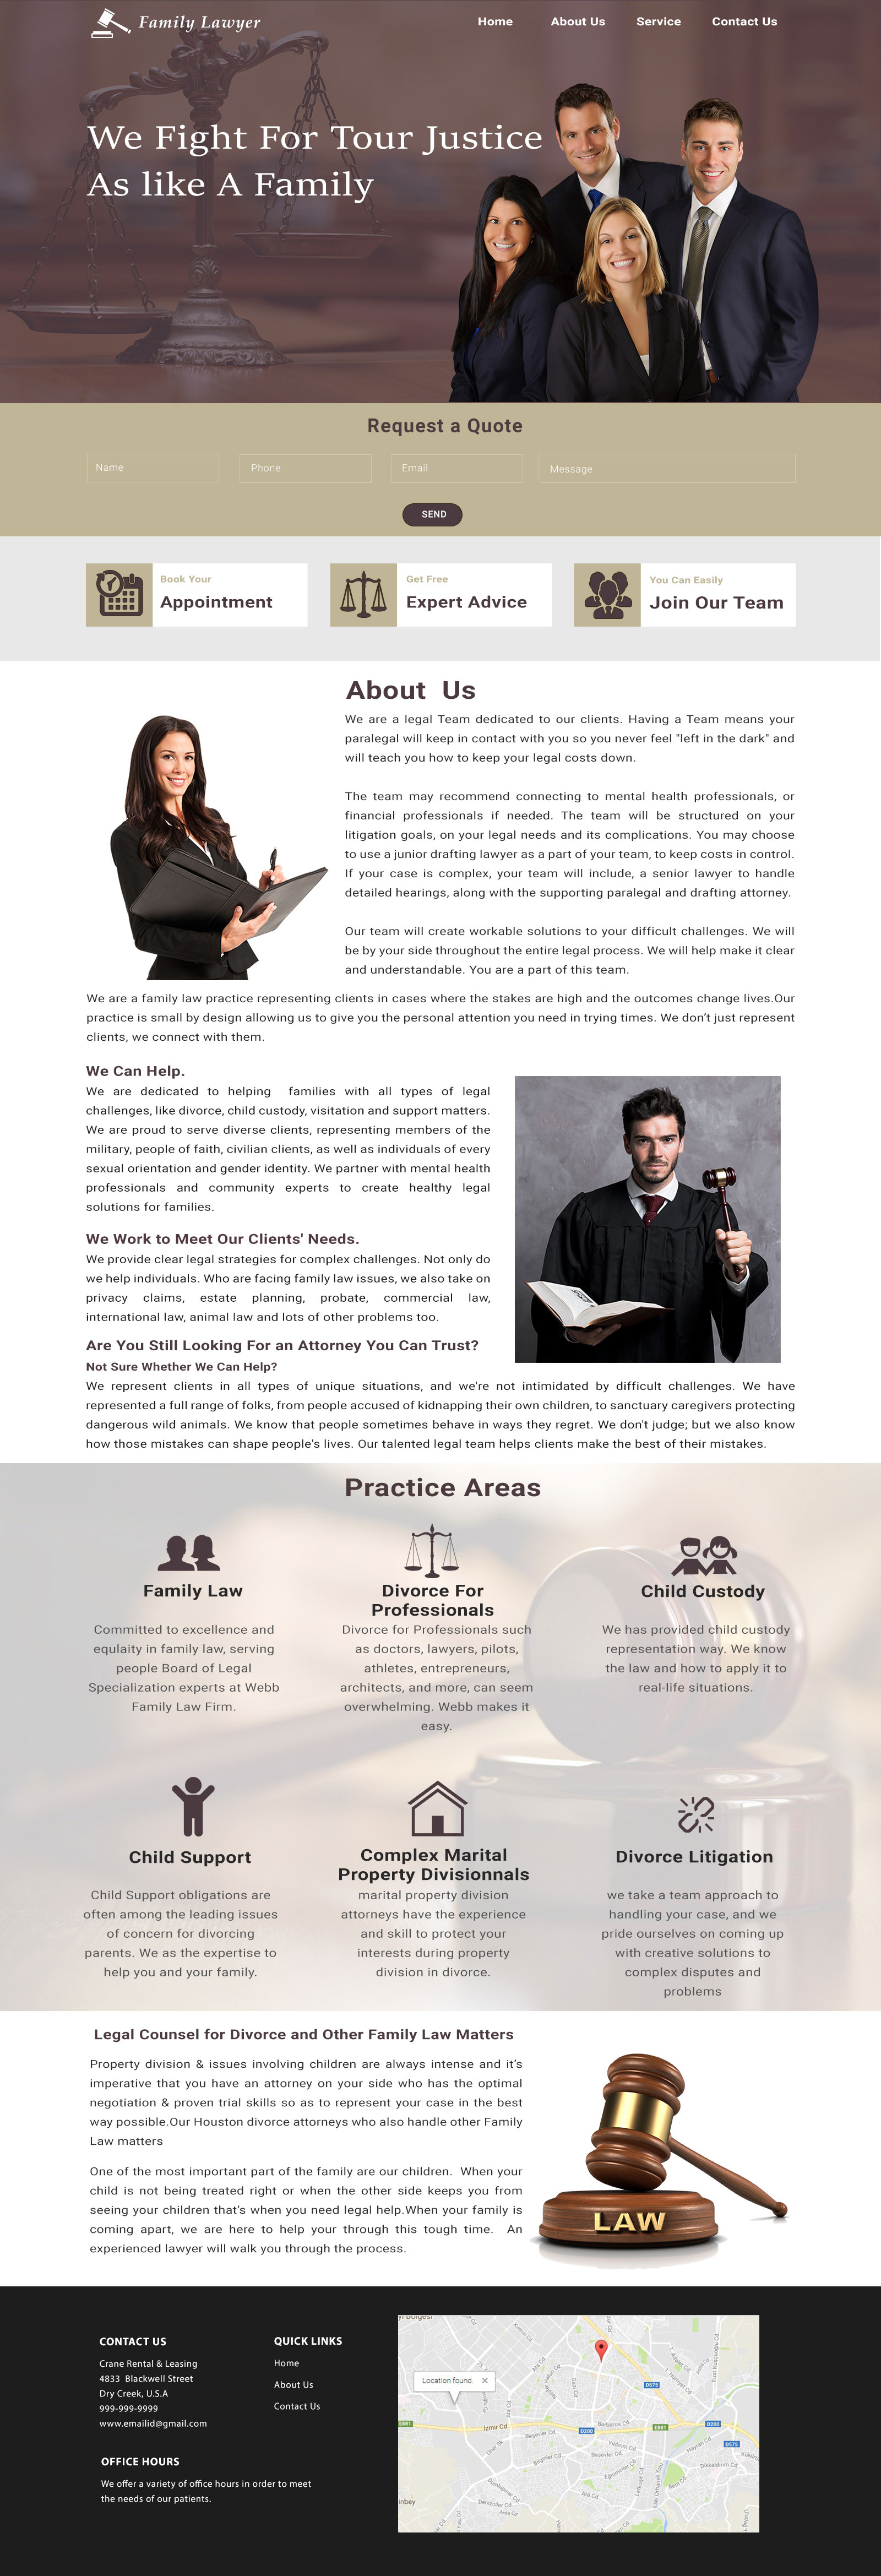 Family Lawyer
Home About Us Service Contact Us
We Fight For Tour Justice
As like A Family
Request a Quote
Name Phone Email Message
SEND
Book Your
Appointment
Get Free
Expert Advice
You Can Easily
Join Our Team
About Us
We are a legal Team dedicated to our clients. Having a Team means your
paralegal will keep in contact with you so you never feel "left in the dark" and
will teach you how to keep your legal costs down.
The team may recommend connecting to mental health professionals, or
financial professionals if needed. The team will be structured on your
litigation goals, on your legal needs and its complications. You may choose
to use a junior drafting lawyer as a part of your team, to keep costs in control.
If your case is complex, your team will include, a senior lawyer to handle
detailed hearings, along with the supporting paralegal and drafting attorney.
Our team will create workable solutions to your difficult challenges. We will
be by your side throughout the entire legal process. We will help make it clear
and understandable. You are a part of this team.
We are a family law practice representing clients in cases where the stakes are high and the outcomes change lives.Our
practice is small by design allowing us to give you the personal attention you need in trying times. We don't just represent
clients, we connect with them.
We Can Help.
We are dedicated to helping families with all types of legal
challenges, like divorce, child custody, visitation and support matters.
We are proud to serve diverse clients, representing members of the
military, people of faith, civilian clients, as well as individuals of every
sexual orientation and gender identity. We partner with mental health
professionals and community experts to create healthy legal
solutions for families.
We Work to Meet Our Clients' Needs.
We provide clear legal strategies for complex challenges. Not only do
we help individuals. Who are facing family law issues, we also take on
privacy claims, estate planning, probate, commercial law,
international law, animal law and lots of other problems too.
Are You Still Looking For an Attorney You Can Trust?
Not Sure Whether We Can Help?
We represent clients in all types of unique situations, and we're not intimidated by difficult challenges. We have
represented a full range of folks, from people accused of kidnapping their own children, to sanctuary caregivers protecting
dangerous wild animals. We know that people sometimes behave in ways they regret. We don't judge; but we also know
how those mistakes can shape people's lives. Our talented legal team helps clients make the best of their mistakes.
Practice Areas
Family Law
Committed to excellence and
equlaity in family law, serving
people Board of Legal
Specialization experts at Webb
Family Law Firm.
Divorce For
Professionals
Divorce for Professionals such
as doctors, lawyers, pilots,
athletes, entrepreneurs,
architects, and more, can seem
overwhelming. Webb makes it
easy.
Child Custody
We has provided child custody
representation way. We know
the law and how to apply it to
real-life situations.
Child Support
Child Support obligations are
often among the leading issues
of concern for divorcing
parents. We as the expertise to
help you and your family.
Complex Marital
Property Divisionnals
marital property division
attorneys have the experience
and skill to protect your
interests during property
division in divorce.
Divorce Litigation
we take a team approach to
handling your case, and we
pride ourselves on coming up
with creative solutions to
complex disputes and
problems
Legal Counsel for Divorce and Other Family Law Matters
Property division & issues involving children are always intense and it's
imperative that you have an attorney on your side who has the optimal
negotiation & proven trial skills so as to represent your case in the best
way possible.Our Houston divorce attorneys who also handle other Family
Law matters
One of the most important part of the family are our children. When your
child is not being treated right or when the other side keeps you from
seeing your children that's when you need legal help.When your family is
coming apart, we are here to help your through this tough time. An
experienced lawyer will walk you through the process.
LAW
CONTACT US
Crane Rental & Leasing
4833 Blackwell Street
Dry Creek, U.S.A
999-999-9999
www.emailid@gmail.com
OFFICE HOURS
We offer a variety of office hours in order to meet
the needs of our patients.
QUICK LINKS
Home
About Us
Contact Us
Location found.
D575
E881
İzmir Cd.
D200
E881
D200
D575